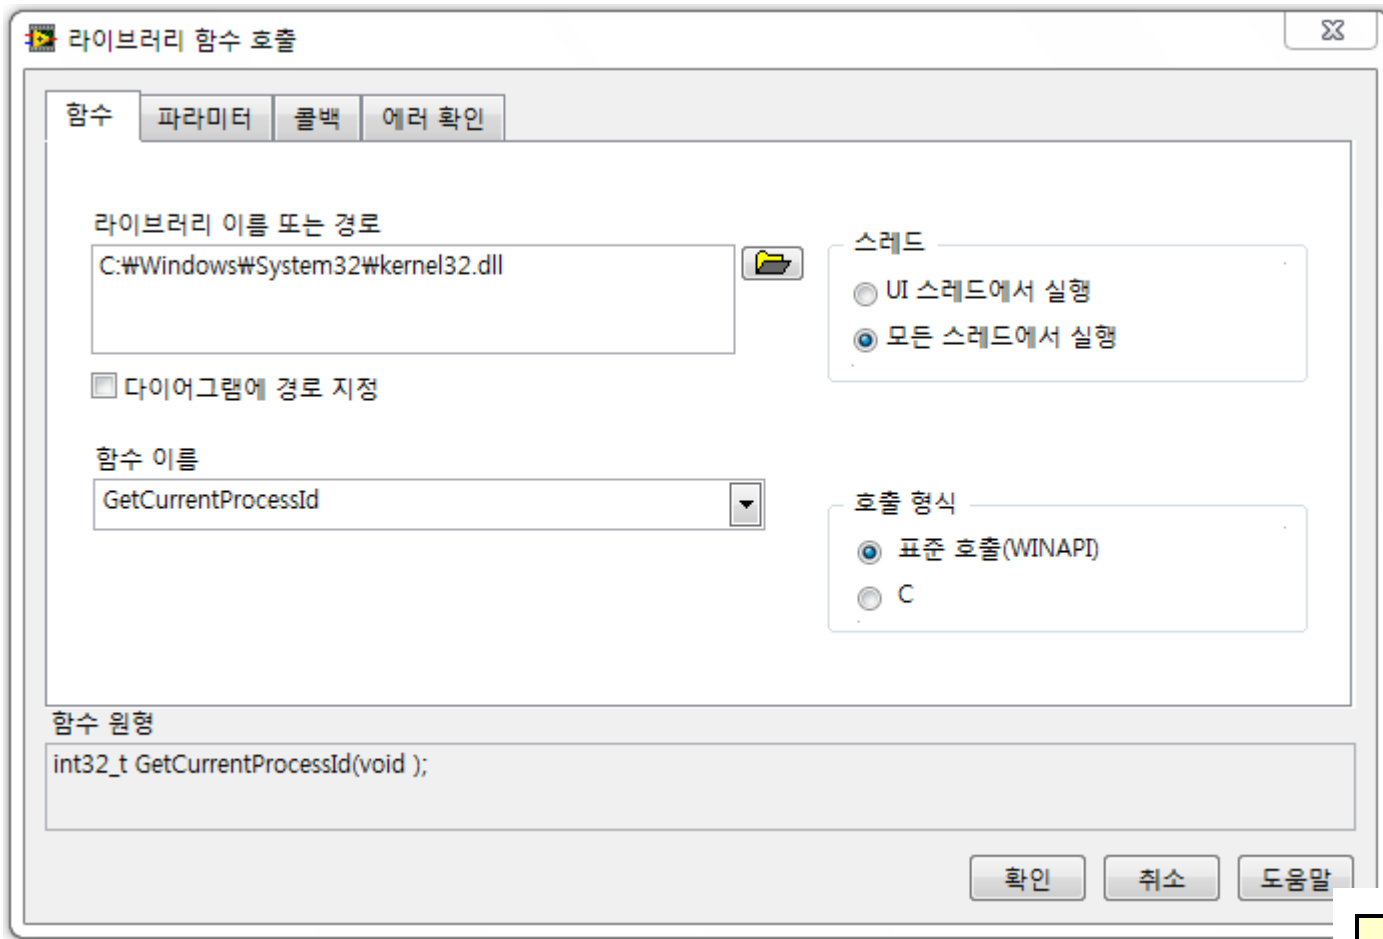 라이브러리 함수 호출
함수 파라미터 콜백 에러 확인
라이브러리 이름 또는 경로
C:₩Windows₩System32₩kernel32.dll
스레드
UI 스레드에서 실행
모든 스레드에서 실행
다이어그램에 경로 지정
함수 이름
GetCurrentProcessId
호출 형식
표준 호출(WINAPI)
C
함수 원형
int32_t GetCurrentProcessId(void );
확인 취소 도움말